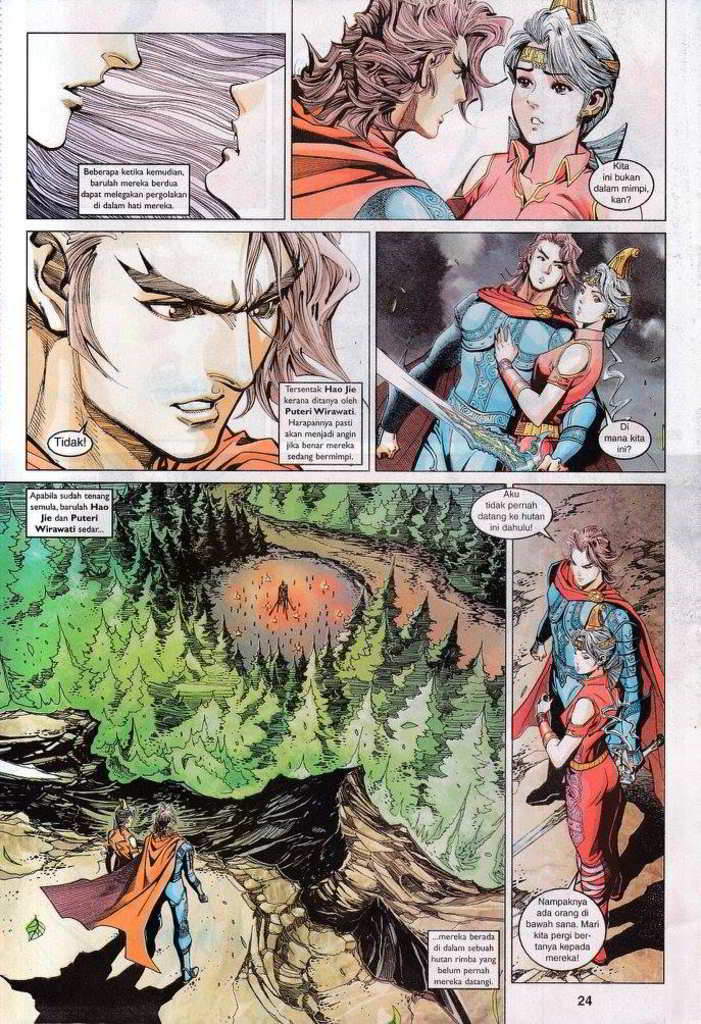 Beberapa ketika kemudian,
barulah mereka berdua
dapat melegakan pergolakan
di dalam hati mereka.
Kita
ini bukan
dalam mimpi,
kan?
Tidak!
Tersentak Hao Jie
kerana ditanya oleh
Puteri Wirawati.
Harapannya pasti
akan menjadi angin
jika benar mereka
sedang bermimpi.
Di
mana kita
ini?
Apabila sudah tenang
semula, barulah Hao
Jie dan Puteri
Wirawati sedar...
...mereka berada
di dalam sebuah
hutan rimba yang
belum pernah
mereka datangi.
Aku
tidak pernah
datang ke hutan
ini dahulu!
Nampaknya
ada orang di
bawah sana. Mari
kita pergi ber-
tanya kepada
mereka!
24